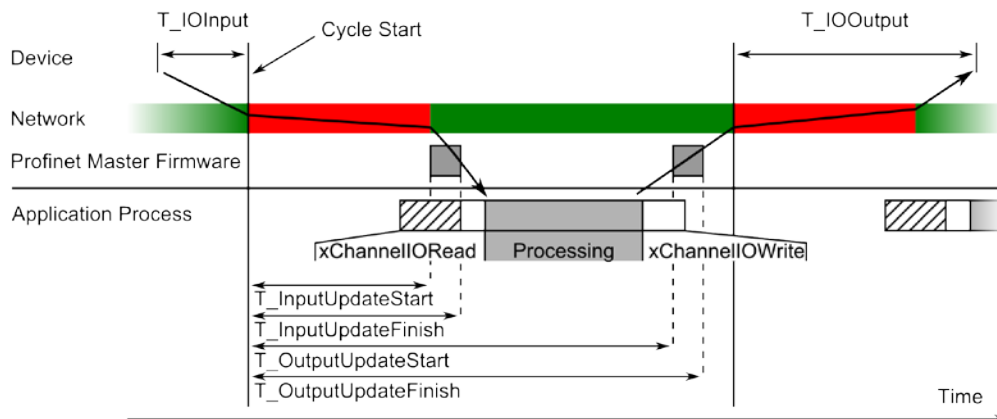 T_IOInput
Cycle Start
T_IOOutput
Device
Network
Profinet Master Firmware
Application Process
xChannelIORead
Processing
xChannelIOWrite
T_InputUpdateStart
T_InputUpdateFinish
T_OutputUpdateStart
T_OutputUpdateFinish
Time